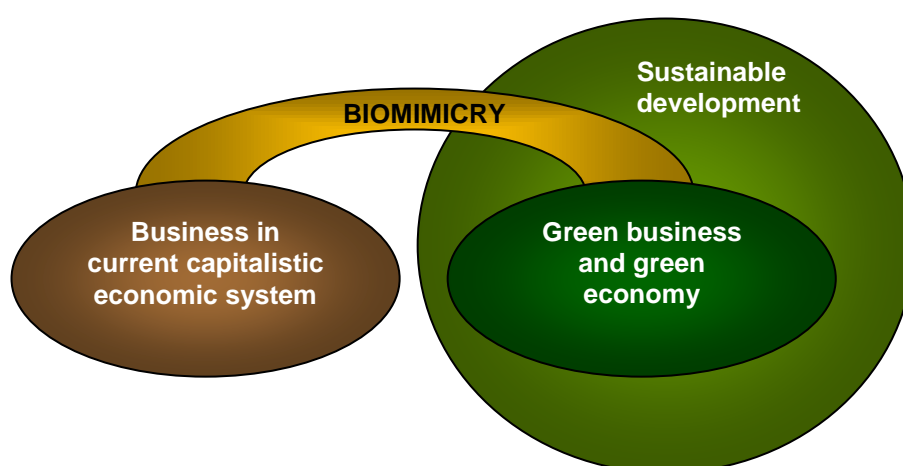 Sustainable
development
BIOMIMICRY
Business in
current capitalistic
economic system
Green business
and green
economy